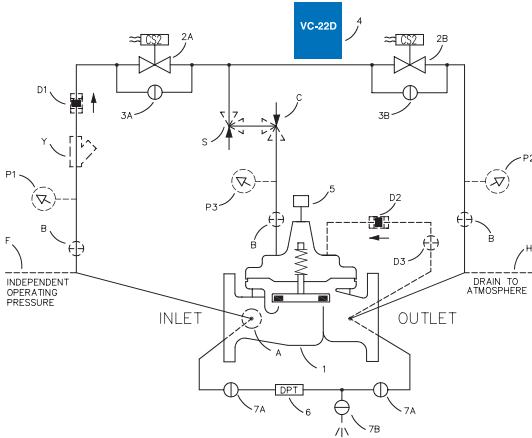 VC-22D
4
CS2
2A
CS2
2B
D1
3A
3B
C
S
Y
P1
P3
5
D2
P2
B
B
D3
B
F
H
INDEPENDENT
OPERATING
PRESSURE
DRAIN TO
ATMOSPHERE
INLET
OUTLET
A
1
7A
DPT
6
7A
7B